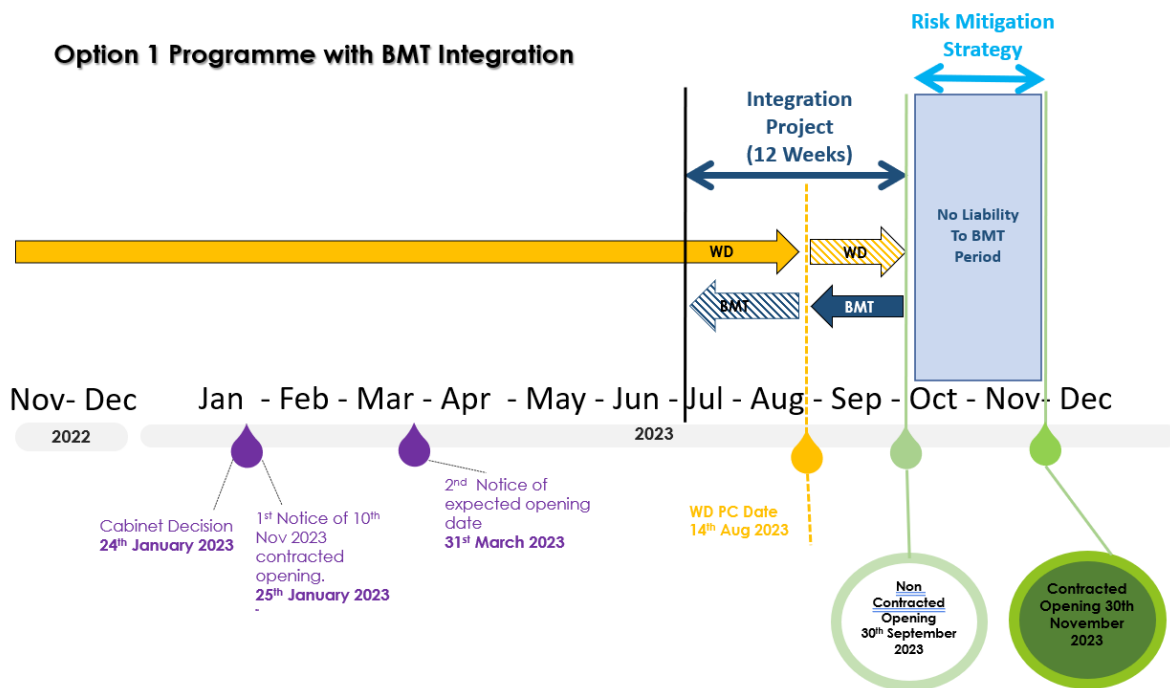 Option 1 Programme with BMT Integration
Risk Mitigation
Strategy
Integration
Project
(12 Weeks)
No Liability
To BMT
Period
WD
WD
BMT
BMT
Nov- Dec
Jan - Feb - Mar - Apr - May - Jun - Jul - Aug - Sep - Oct - Nov- Dec
2022
2023
Cabinet Decision
24th January 2023
1st Notice of 10th
Nov 2023
contracted
opening.
25th January 2023
-
2nd Notice of
expected opening
date
31st March 2023
WD PC Date
14th Aug 2023
Non
Contracted
Opening
30th September
2023
Contracted
Opening 30th
November
2023